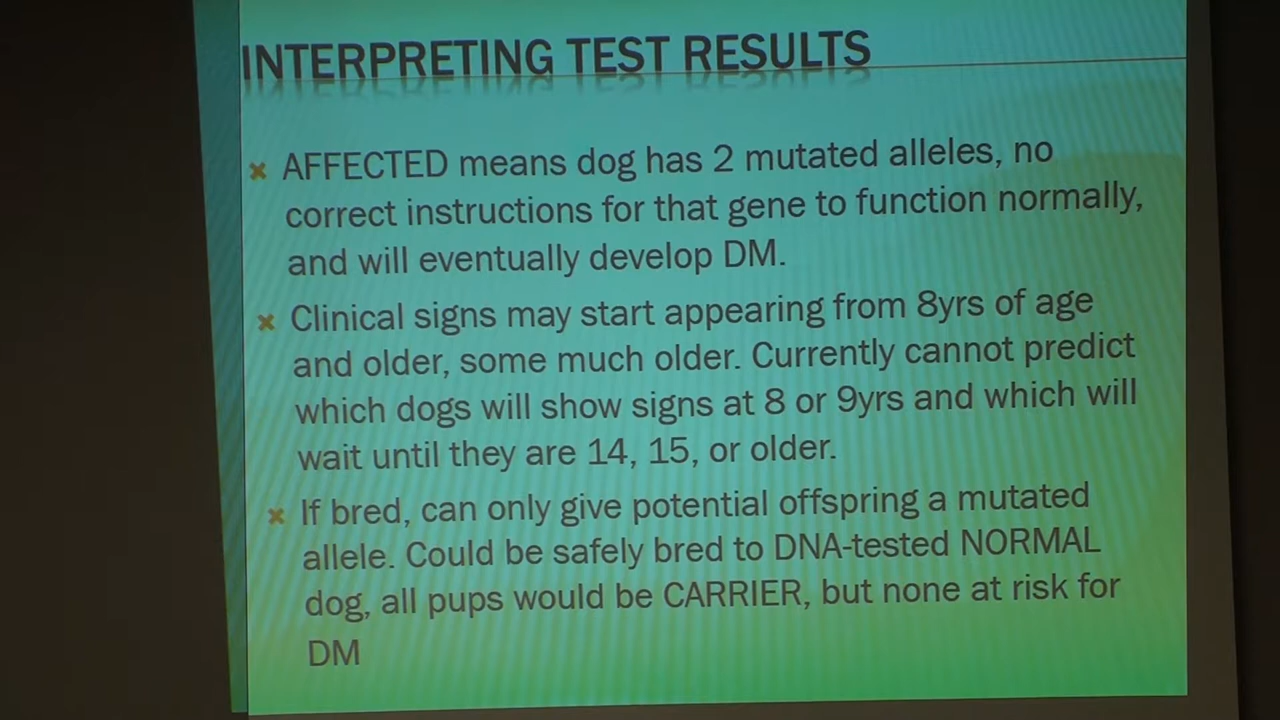 INTERPRETING TEST RESULTS
AFFECTED means dog has 2 mutated alleles, no
correct instructions for that gene to function normally,
and will eventually develop DM.
Clinical signs may start appearing from 8yrs of age
and older, some much older. Currently cannot predict
which dogs will show signs at 8 or 9yrs and which will
wait until they are 14, 15, or older.
If bred, can only give potential offspring a mutated
allele. Could be safely bred to DNA-tested NORMAL
dog, all pups would be CARRIER, but none at risk for
DM